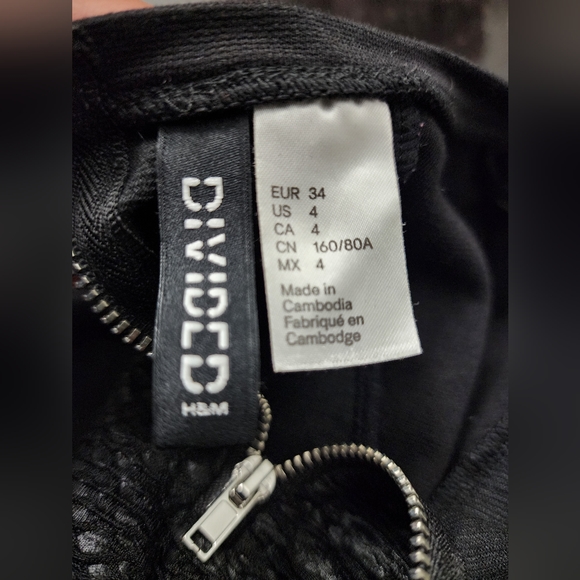 DIVIDED
H&M
EUR 34
US 4
CA 4
CN 160/80A
MX 4
Made in
Cambodia
Fabriqué en
Cambodge